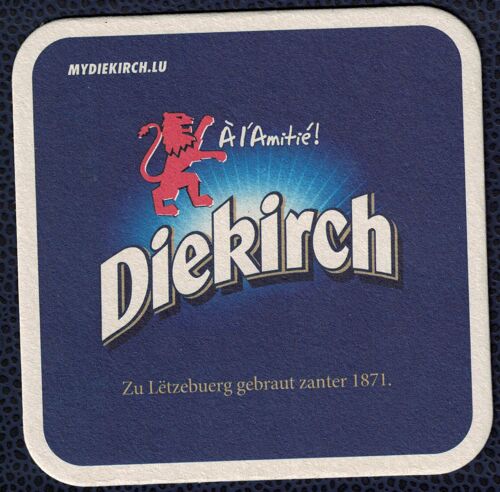 MYDIEKIRCH.LU
À l'Amitié!
Diekirch
Zu Lëtzebuerg gebraut zanter 1871.